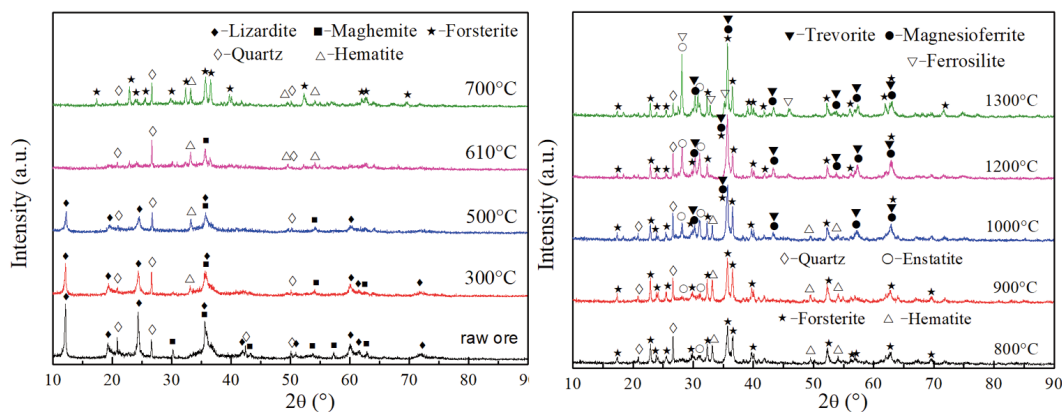 ♦-Lizardite ■-Maghemite ★-Forsterite
◇-Quartz △-Hematite
700°C
610°C
500°C
300°C
raw ore
Intensity (a.u.)
10 20 30 40 50 60 70 80 90
2θ (°)
▼-Trevorite ●-Magnesioferrite
▽-Ferrosilite
1300°C
1200°C
1000°C
◇-Quartz ○-Enstatite
900°C
★-Forsterite △-Hematite
800°C
Intensity (a.u.)
10 20 30 40 50 60 70 80 90
2θ (°)